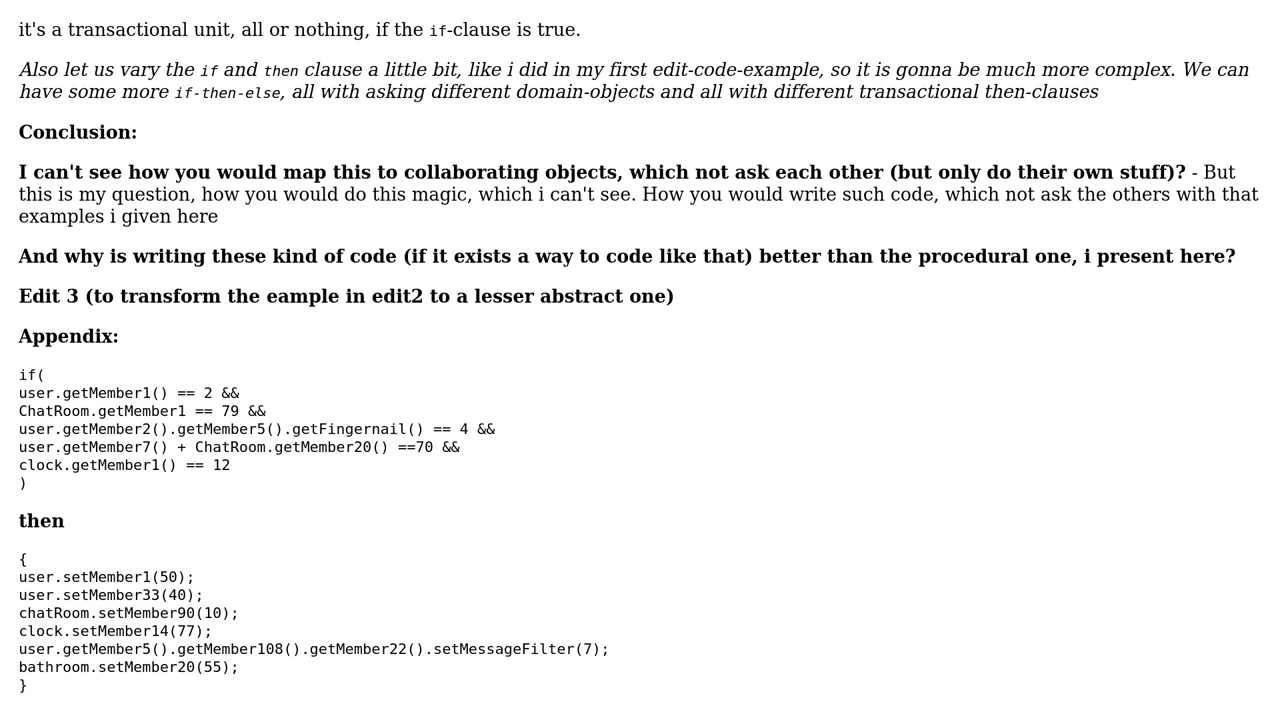 it's a transactional unit, all or nothing, if the if-clause is true.
Also let us vary the if and then clause a little bit, like i did in my first edit-code-example, so it is gonna be much more complex. We can
have some more if-then-else, all with asking different domain-objects and all with different transactional then-clauses
Conclusion:
I can't see how you would map this to collaborating objects, which not ask each other (but only do their own stuff)? - But
this is my question, how you would do this magic, which i can't see. How you would write such code, which not ask the others with that
examples i given here
And why is writing these kind of code (if it exists a way to code like that) better than the procedural one, i present here?
Edit 3 (to transform the eample in edit2 to a lesser abstract one)
Appendix:
if(
user.getMember1() == 2 &&
ChatRoom.getMember1 == 79 &&
user.getMember2().getMember5().getFingernail() == 4 &&
user.getMember7() + ChatRoom.getMember20() ==70 &&
clock.getMember1() == 12
)
then
{
user.setMember1(50);
user.setMember33(40);
chatRoom.setMember90(10);
clock.setMember14(77);
user.getMember5().getMember108().getMember22().setMessageFilter(7);
bathroom.setMember20(55);
}